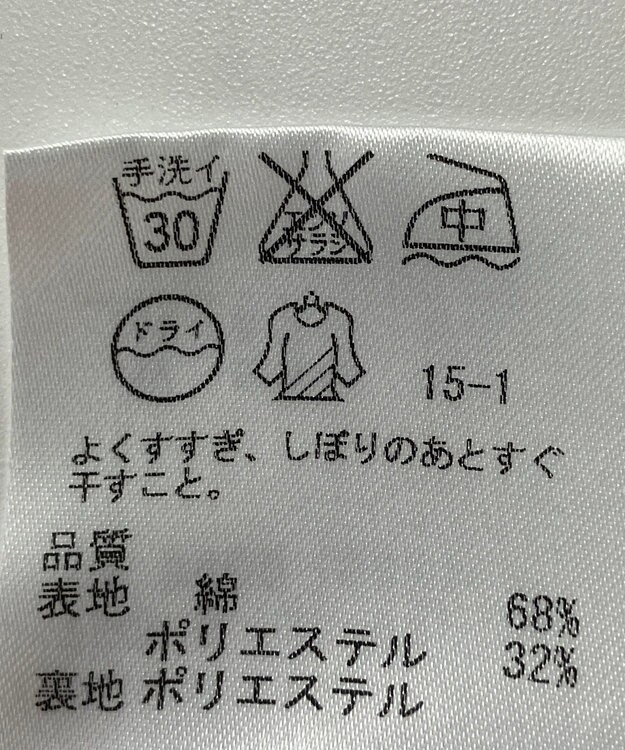 手洗イ
30
エンソ
サラシ
中
ドライ
15-1
よくすすぎ、しぼりのあとすぐ
干すこと。
品質
表地 綿 68%
ポリエステル 32%
裏地 ポリエステル